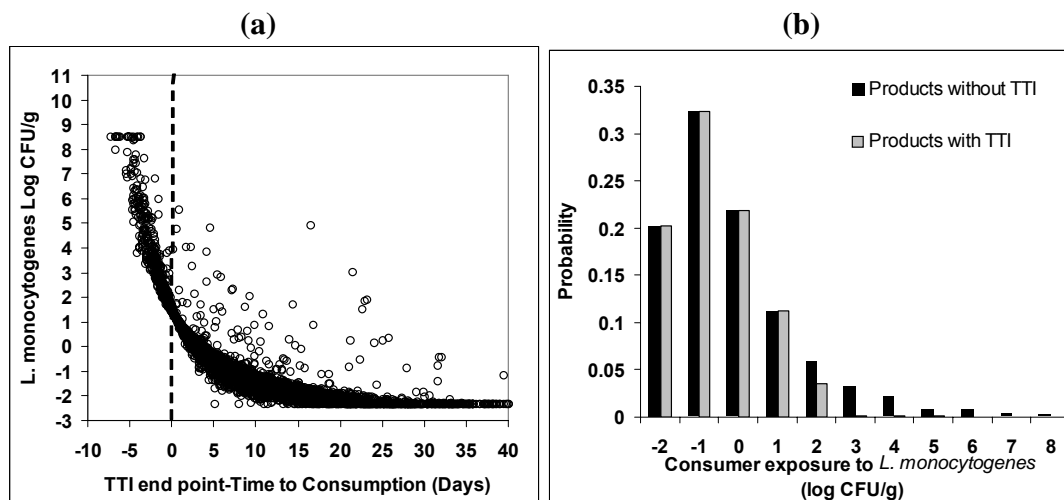 (a)
11
10
9
8
7
6
5
4
3
2
1
0
-1
-2
-3
L. monocytogenes Log CFU/g
-10 -5 0 5 10 15 20 25 30 35 40
TTI end point-Time to Consumption (Days)
(b)
Products without TTI
Products with TTI
0.35
0.3
0.25
0.2
0.15
0.1
0.05
0
Probability
-2 -1 0 1 2 3 4 5 6 7 8
Consumer exposure to L. monocytogenes
(log CFU/g)